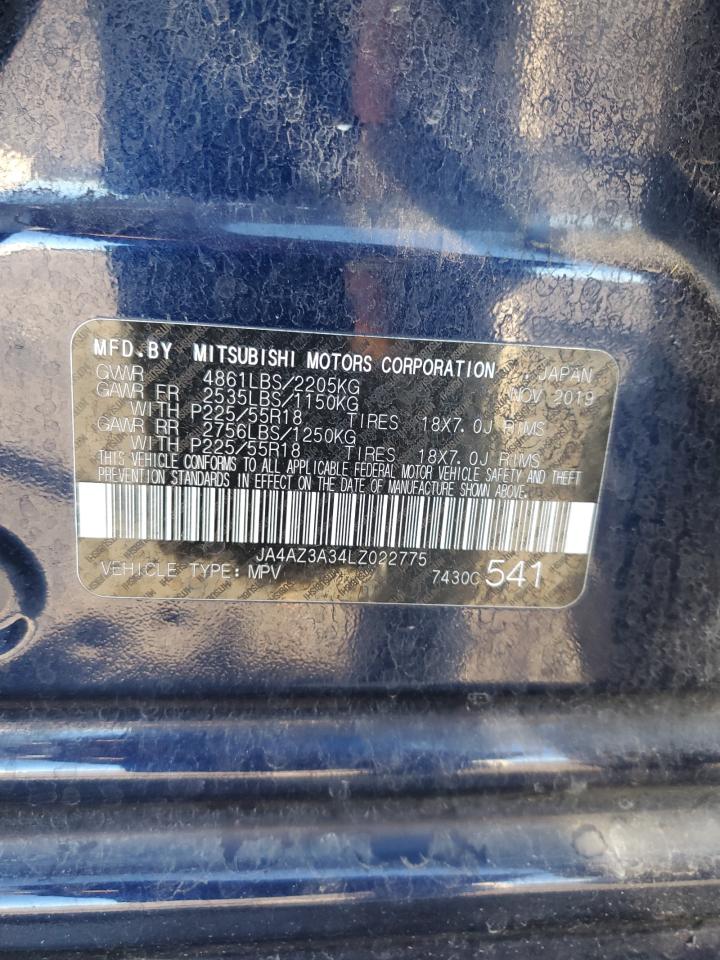 MFD.BY MITSUBISHI MOTORS CORPORATION , JAPAN
GVWR 4861LBS/2205KG NOV 2019
GAWR FR 2535LBS/1150KG
WITH P225/55R18 TIRES 18X7.0J RIMS
GAWR RR 2756LBS/1250KG
WITH P225/55R18 TIRES 18X7.0J RIMS
THIS VEHICLE CONFORMS TO ALL APPLICABLE FEDERAL MOTOR VEHICLE SAFETY AND THEFT
PREVENTION STANDARDS IN EFFECT ON THE DATE OF MANUFACTURE SHOWN ABOVE.
JA4AZ3A34LZ022775
VEHICLE TYPE: MPV 7430C 541